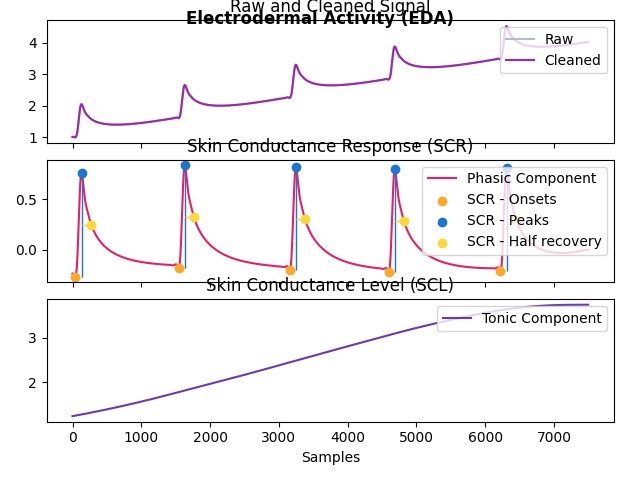 Raw and Cleaned Signal
Electrodermal Activity (EDA)
4
3
2
1
Raw
Cleaned
Skin Conductance Response (SCR)
0.5
0.0
Phasic Component
SCR - Onsets
SCR - Peaks
SCR - Half recovery
Skin Conductance Level (SCL)
3
2
Tonic Component
0 1000 2000 3000 4000 5000 6000 7000
Samples